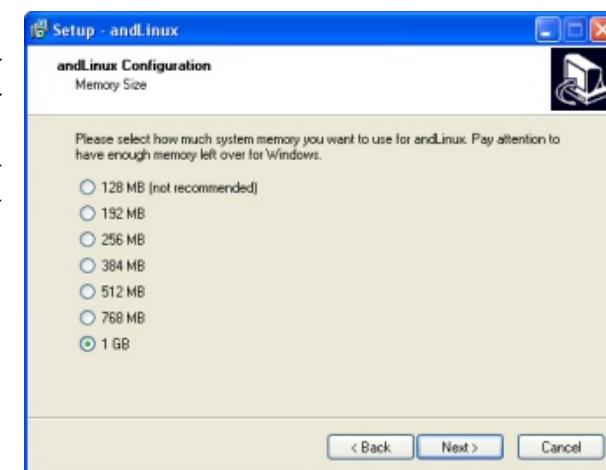 Setup - andLinux
andLinux Configuration
Memory Size
Please select how much system memory you want to use for andLinux. Pay attention to
have enough memory left over for Windows.
128 MB (not recommended)
192 MB
256 MB
384 MB
512 MB
768 MB
1 GB
< Back Next > Cancel